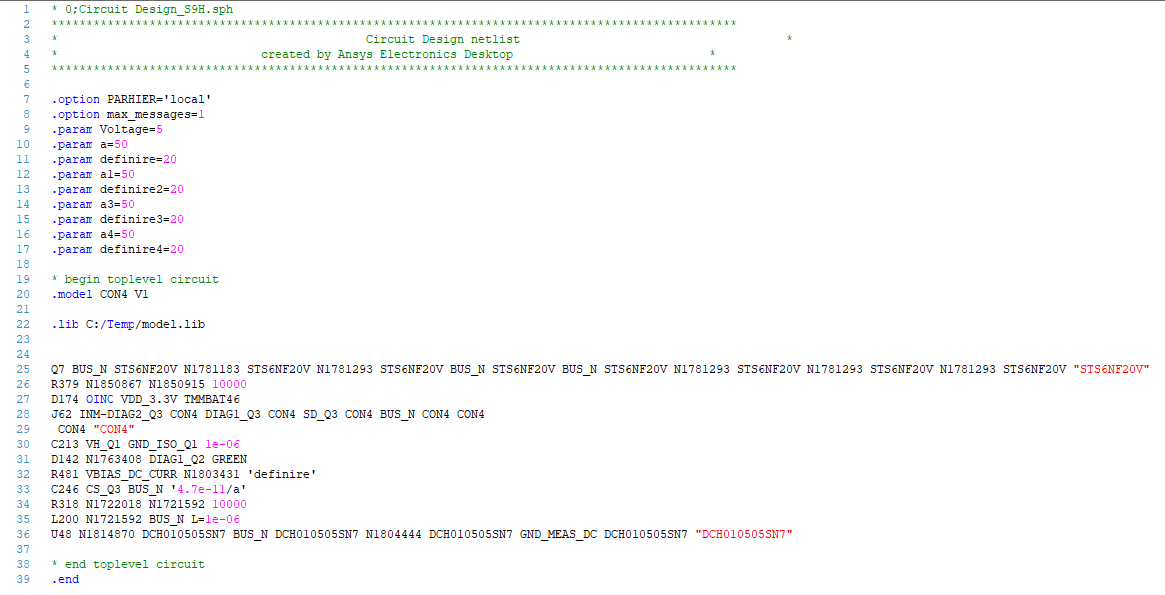 1 * 0;Circuit Design_S9H.sph
2 **************************************************************************************************
3 * Circuit Design netlist *
4 * created by Ansys Electronics Desktop *
5 **************************************************************************************************
6
7 .option PARHIER='local'
8 .option max_messages=1
9 .param Voltage=5
10 .param a=50
11 .param definire=20
12 .param a1=50
13 .param definire2=20
14 .param a3=50
15 .param definire3=20
16 .param a4=50
17 .param definire4=20
18
19 * begin toplevel circuit
20 .model CON4 V1
21
22 .lib C:/Temp/model.lib
23
24
25 Q7 BUS_N STS6NF20V N1781183 STS6NF20V N1781293 STS6NF20V BUS_N STS6NF20V BUS_N STS6NF20V N1781293 STS6NF20V N1781293 STS6NF20V N1781293 STS6NF20V "STS6NF20V"
26 R379 N1850867 N1850915 10000
27 D174 OINC VDD_3.3V TMMBAT46
28 J62 INM-DIAG2_Q3 CON4 DIAG1_Q3 CON4 SD_Q3 CON4 BUS_N CON4 CON4
29 CON4 "CON4"
30 C213 VH_Q1 GND_ISO_Q1 1e-06
31 D142 N1763408 DIAG1_Q2 GREEN
32 R481 VBIAS_DC_CURR N1803431 'definire'
33 C246 CS_Q3 BUS_N '4.7e-11/a'
34 R318 N1722018 N1721592 10000
35 L200 N1721592 BUS_N L=1e-06
36 U48 N1814870 DCH010505SN7 BUS_N DCH010505SN7 N1804444 DCH010505SN7 GND_MEAS_DC DCH010505SN7 "DCH010505SN7"
37
38 * end toplevel circuit
39 .end